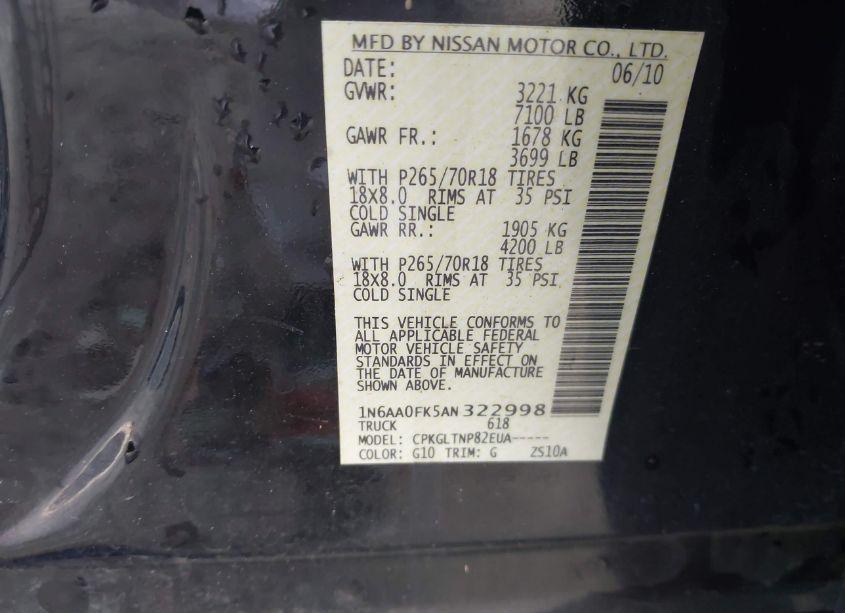 MFD BY NISSAN MOTOR CO., LTD.
DATE: 06/10
GVWR: 3221 KG
7100 LB
GAWR FR.: 1678 KG
3699 LB
WITH P265/70R18 TIRES
18X8.0 RIMS AT 35 PSI
COLD SINGLE
GAWR RR.: 1905 KG
4200 LB
WITH P265/70R18 TIRES
18X8.0 RIMS AT 35 PSI
COLD SINGLE
THIS VEHICLE CONFORMS TO
ALL APPLICABLE FEDERAL
MOTOR VEHICLE SAFETY
STANDARDS IN EFFECT ON
THE DATE OF MANUFACTURE
SHOWN ABOVE.
1N6AA0FK5AN322998
TRUCK 618
MODEL: CPKGLTNP82EUA-----
COLOR: G10 TRIM: G ZS10A